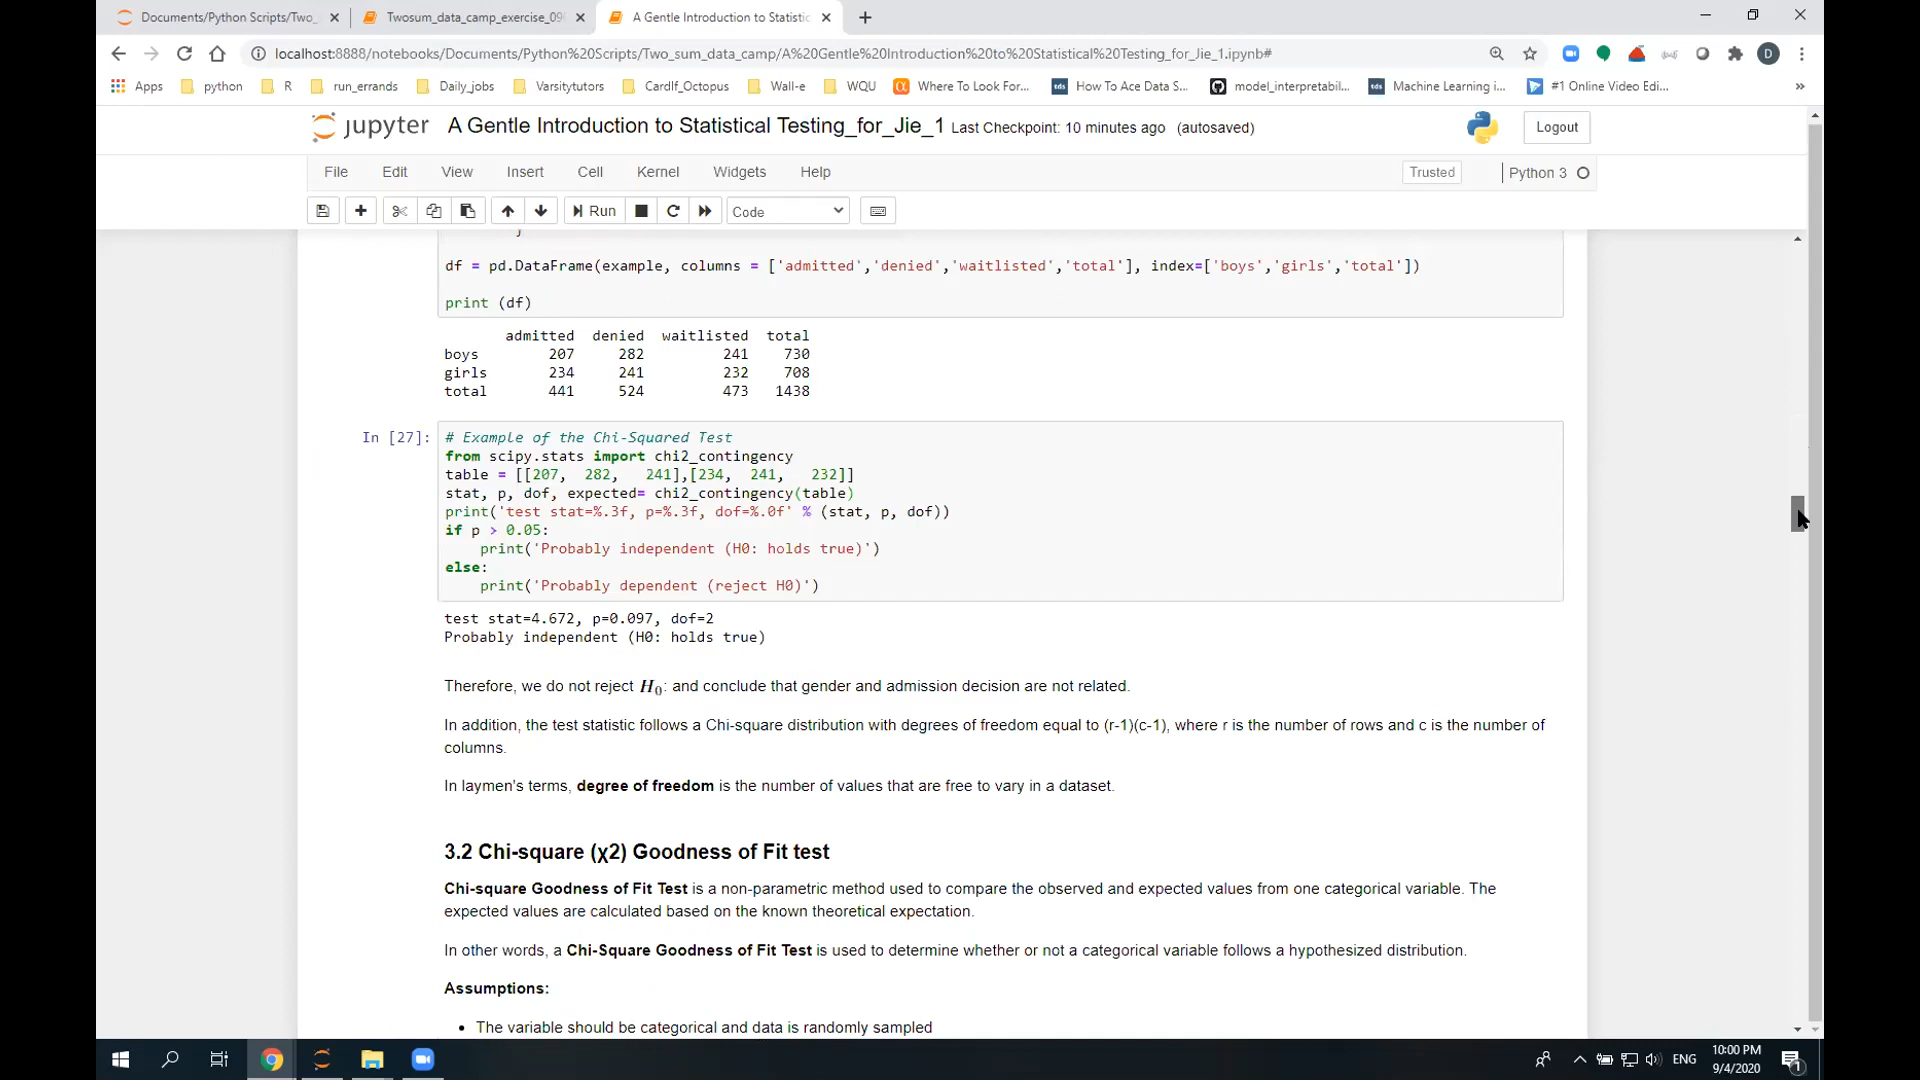 Documents/Python Scripts/Two_
Twosum_data_camp_exercise_09
A Gentle Introduction to Statistic
localhost:8888/notebooks/Documents/Python%20Scripts/Two_sum_data_camp/A%20Gentle%20Introduction%20to%20Statistical%20Testing_for_Jie_1.ipynb#
D
Apps python R run_errands Daily_jobs Varsitytutors Cardlf_Octopus Wall-e WQU Where To Look For... How To Ace Data S... model_interpretabil... Machine Learning i... #1 Online Video Edi... »
jupyter A Gentle Introduction to Statistical Testing_for_Jie_1 Last Checkpoint: 10 minutes ago (autosaved) Logout
File Edit View Insert Cell Kernel Widgets Help Trusted Python 3
Run Code
}
df = pd.DataFrame(example, columns = ['admitted','denied','waitlisted','total'], index=['boys','girls','total'])
print (df)
admitted denied waitlisted total
boys 207 282 241 730
girls 234 241 232 708
total 441 524 473 1438
In [27]: # Example of the Chi-Squared Test
from scipy.stats import chi2_contingency
table = [[207, 282, 241],[234, 241, 232]]
stat, p, dof, expected= chi2_contingency(table)
print('test stat=%.3f, p=%.3f, dof=%.0f' % (stat, p, dof))
if p > 0.05:
print('Probably independent (H0: holds true)')
else:
print('Probably dependent (reject H0)')
test stat=4.672, p=0.097, dof=2
Probably independent (H0: holds true)
Therefore, we do not reject H0: and conclude that gender and admission decision are not related.
In addition, the test statistic follows a Chi-square distribution with degrees of freedom equal to (r-1)(c-1), where r is the number of rows and c is the number of
columns.
In laymen's terms, degree of freedom is the number of values that are free to vary in a dataset.
3.2 Chi-square (χ2) Goodness of Fit test
Chi-square Goodness of Fit Test is a non-parametric method used to compare the observed and expected values from one categorical variable. The
expected values are calculated based on the known theoretical expectation.
In other words, a Chi-Square Goodness of Fit Test is used to determine whether or not a categorical variable follows a hypothesized distribution.
Assumptions:
• The variable should be categorical and data is randomly sampled
ENG
10:00 PM
9/4/2020
1